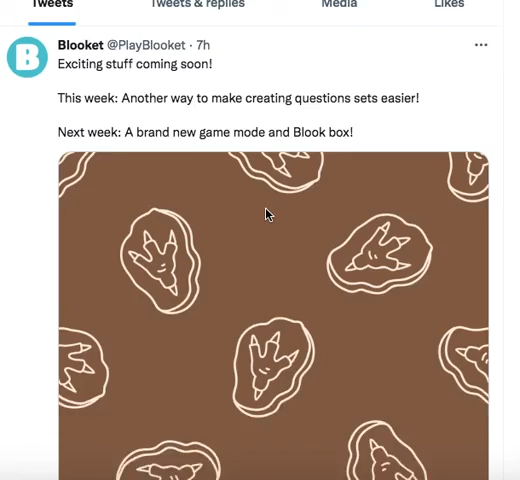 Tweets Tweets & replies Media Likes
Blooket @PlayBlooket · 7h
Exciting stuff coming soon!
This week: Another way to make creating questions sets easier!
Next week: A brand new game mode and Blook box!
B